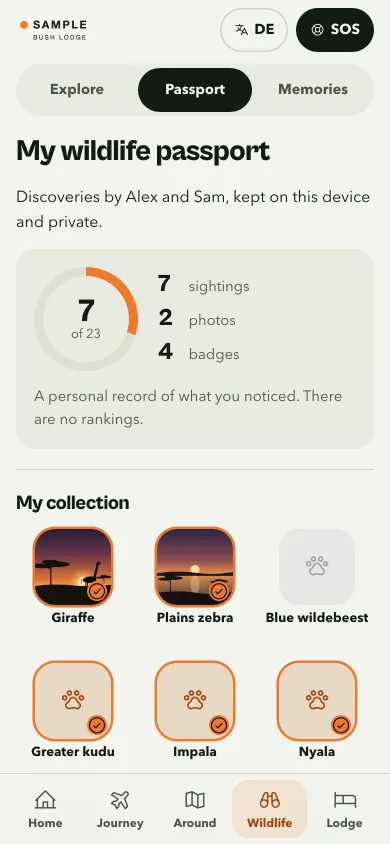 SAMPLE
BUSH LODGE
DE
SOS
Explore
Passport
Memories
My wildlife passport
Discoveries by Alex and Sam, kept on this device
and private.
7
of 23
7 sightings
2 photos
4 badges
A personal record of what you noticed. There
are no rankings.
My collection
Giraffe
Plains zebra
Blue wildebeest
Greater kudu
Impala
Nyala
Home
Journey
Around
Wildlife
Lodge